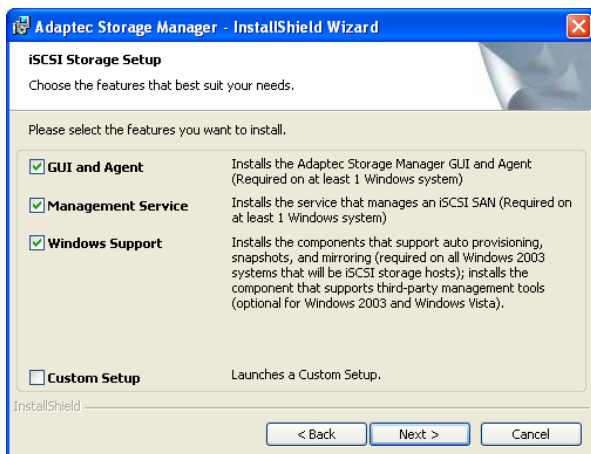 Adaptec Storage Manager - InstallShield Wizard
iSCSI Storage Setup
Choose the features that best suit your needs.
Please select the features you want to install.
GUI and Agent
Installs the Adaptec Storage Manager GUI and Agent
(Required on at least 1 Windows system)
Management Service
Installs the service that manages an iSCSI SAN (Required on
at least 1 Windows system)
Windows Support
Installs the components that support auto provisioning,
snapshots, and mirroring (required on all Windows 2003
systems that will be iSCSI storage hosts); installs the
component that supports third-party management tools
(optional for Windows 2003 and Windows Vista).
Custom Setup
Launches a Custom Setup.
InstallShield
< Back
Next >
Cancel